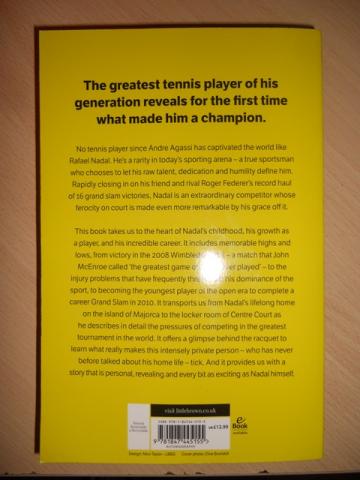 The greatest tennis player of his
generation reveals for the first time
what made him a champion.
No tennis player since Andre Agassi has captivated the world like
Rafael Nadal. He's a rarity in today's sporting arena – a true sportsman
who chooses to let his raw talent, dedication and humility define him.
Rapidly closing in on his friend and rival Roger Federer's record haul
of 16 grand slam victories, Nadal is an extraordinary competitor whose
ferocity on court is made even more remarkable by his grace off it.
This book takes us to the heart of Nadal's childhood, his growth as
a player, and his incredible career. It includes memorable highs and
lows, from victory in the 2008 – a match that John
McEnroe called 'the greatest game played' – to the
injury problems that have frequently his dominance of the
sport, to becoming the youngest player of the open era to complete a
career Grand Slam in 2010. It transports us from Nadal's lifelong home
on the island of Majorca to the locker room of Centre Court as
he describes in detail the pressures of competing in the greatest
tournament in the world. It offers a glimpse behind the racquet to
learn what really makes this intensely private person – who has never
before talked about his home life – tick. And it provides us with a
story that is personal, revealing and every bit as exciting as Nadal himself.
visit littlebrown.co.uk
UK £13.99
e
Book
available
9 781847 445155